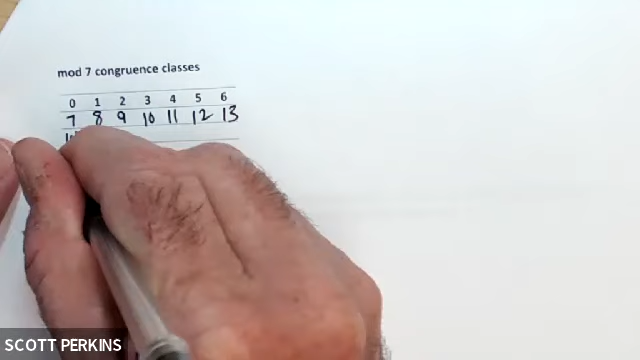 mod 7 congruence classes
0 1 2 3 4 5 6
7 8 9 10 11 12 13
SCOTT PERKINS